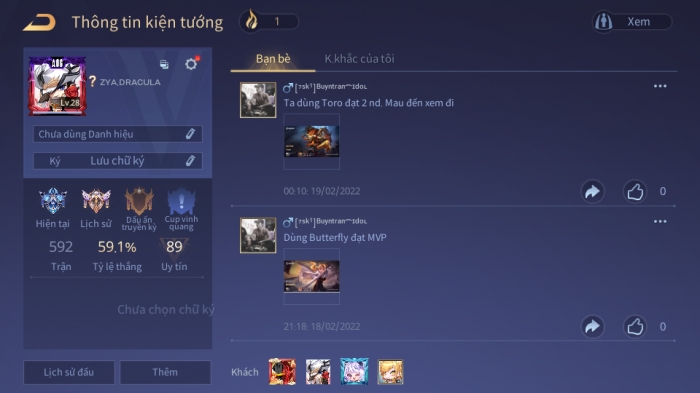 Thông tin kiện tướng
1
Xem
Bạn bè
K.khắc của tôi
AOG
? ZYA,DRACULA
Lv.28
Chưa dùng Danh hiệu
Ký Lưu chữ ký
Hiện tại
Lịch sử
Dấu ấn truyền kỳ
Cup vinh quang
592
59,1%
89
Trận
Tỷ lệ thắng
Uy tín
Chưa chọn chữ ký
Lịch sử đấu
Thêm
Ta dùng Toro đạt 2 nd. Mau đến xem đi
00:10: 19/02/2022
0
Dùng Butterfly đạt MVP
21:18: 18/02/2022
0
Khách